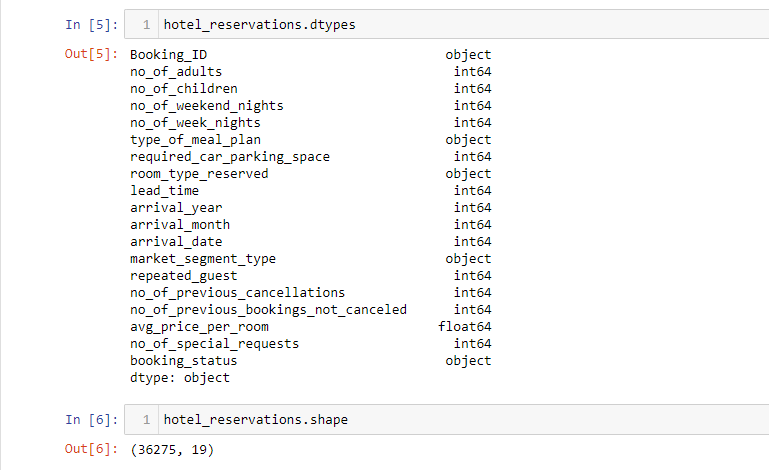 In [5]: 1 hotel_reservations.dtypes
Out[5]: Booking_ID object
no_of_adults int64
no_of_children int64
no_of_weekend_nights int64
no_of_week_nights int64
type_of_meal_plan object
required_car_parking_space int64
room_type_reserved object
lead_time int64
arrival_year int64
arrival_month int64
arrival_date int64
market_segment_type object
repeated_guest int64
no_of_previous_cancellations int64
no_of_previous_bookings_not_canceled int64
avg_price_per_room float64
no_of_special_requests int64
booking_status object
dtype: object
In [6]: 1 hotel_reservations.shape
Out[6]: (36275, 19)